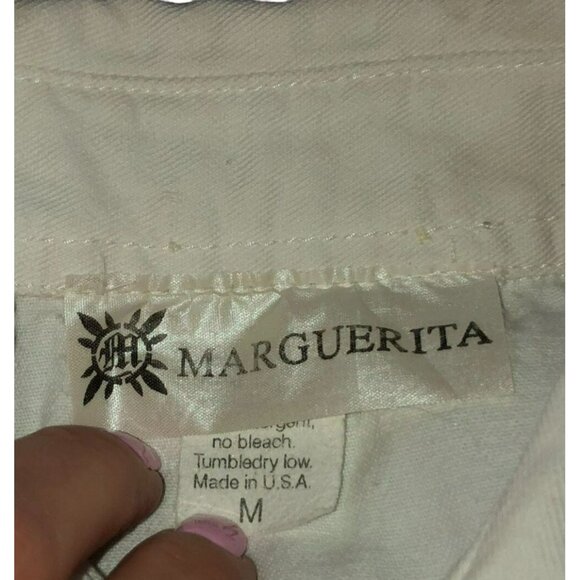 M MARGUERITA
no bleach.
Tumbledry low.
Made in U.S.A.
M